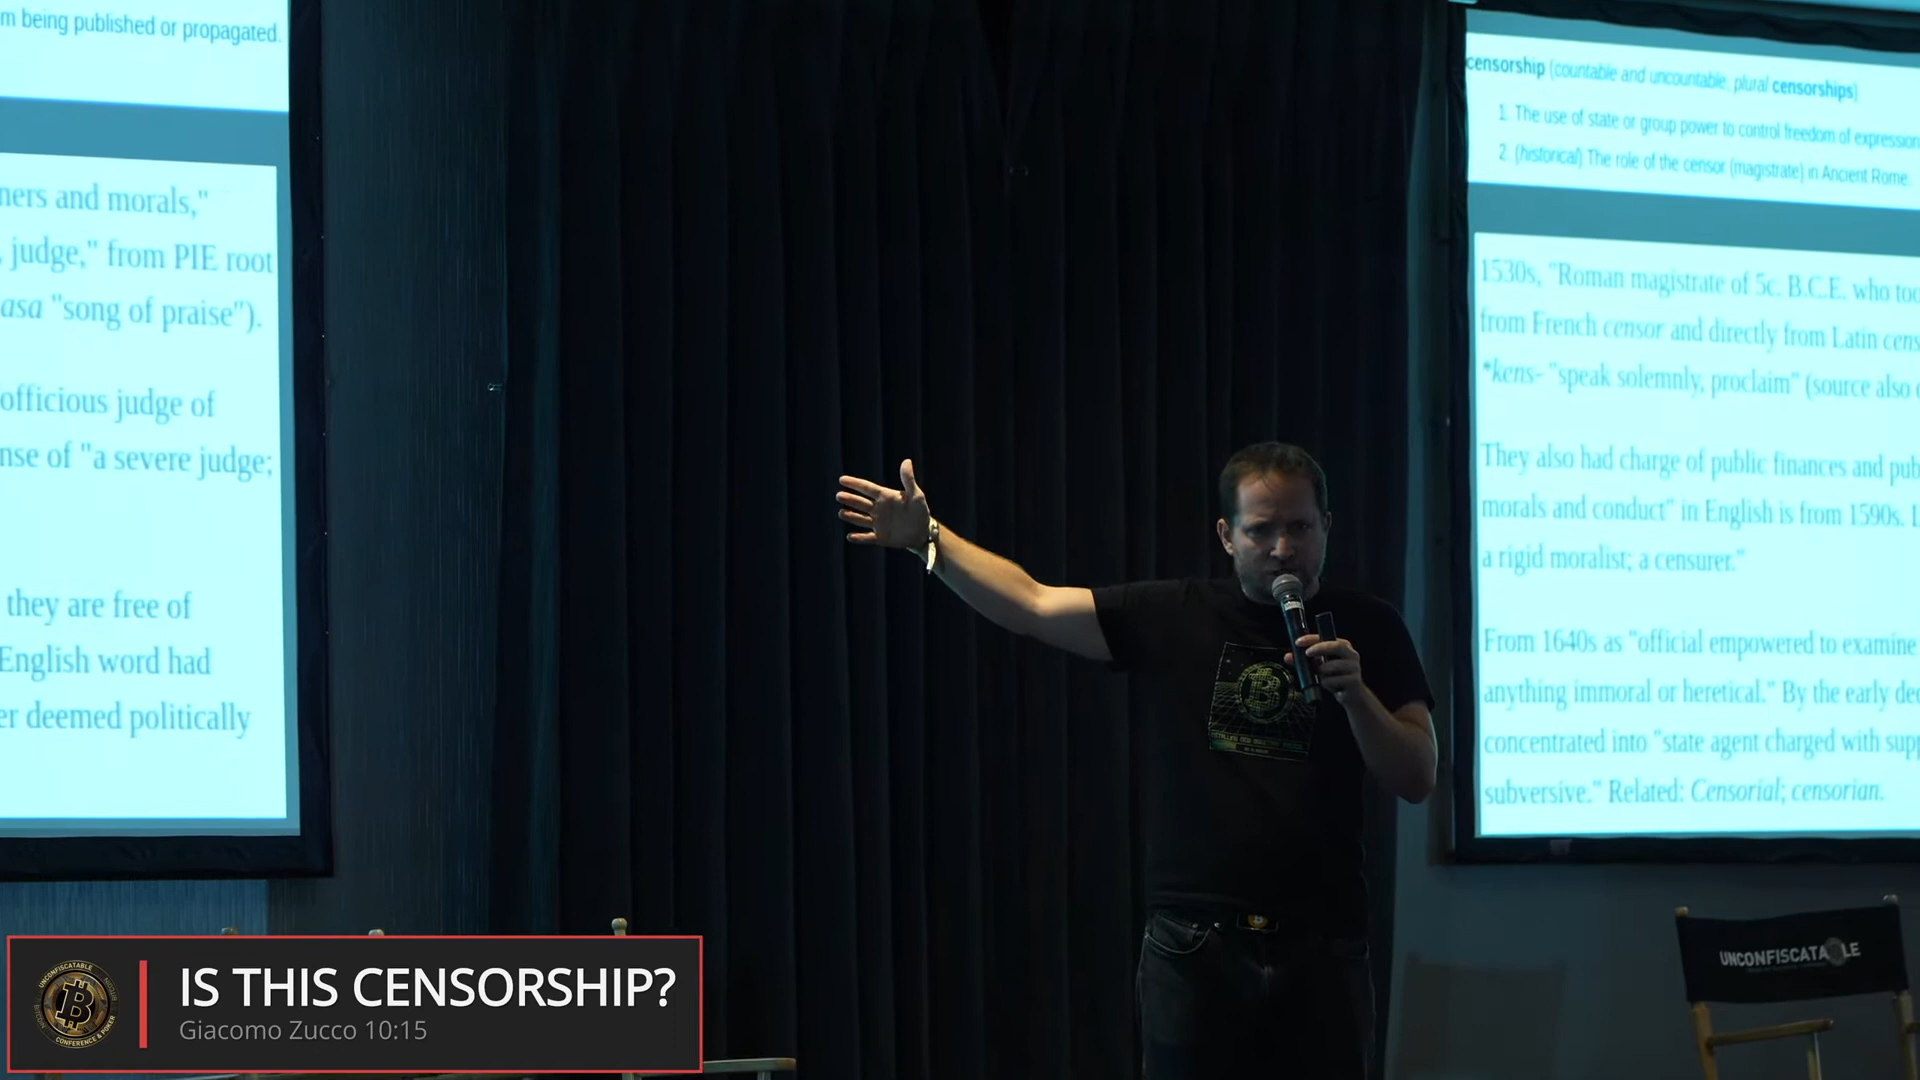 m being published or propagated.
ners and morals,"
, judge," from PIE root
asa "song of praise").
officious judge of
nse of "a severe judge;
they are free of
English word had
er deemed politically
censorship (countable and uncountable, plural censorships)
1. The use of state or group power to control freedom of expression
2. (historical) The role of the censor (magistrate) in Ancient Rome.
1530s, "Roman magistrate of 5c. B.C.E. who too
from French censor and directly from Latin cens
*kens- "speak solemnly, proclaim" (source also
They also had charge of public finances and pub
morals and conduct" in English is from 1590s.
a rigid moralist; a censurer."
From 1640s as "official empowered to examine
anything immoral or heretical." By the early dec
concentrated into "state agent charged with supp
subversive." Related: Censorial; censorian.
UNCONFISCATABLE
UNCONFISCATABLE
CONFERENCE & POKER
IS THIS CENSORSHIP?
Giacomo Zucco 10:15